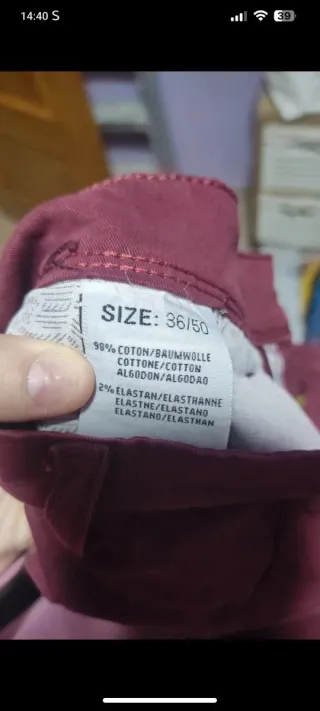 14:40 S
39
SIZE: 36/50
98% COTON/BAUMWOLLE
COTTONE/COTTON
ALGODON/ALGODAO
2% ELASTAN/ELASTHANNE
ELASTNE/ELASTANO
ELASTANO/ELASTHAN